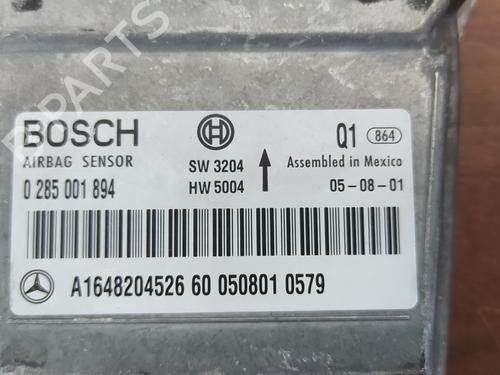 B-PARTS
BOSCH
Q1 864
AIRBAG SENSOR
SW 3204
Assembled in Mexico
0 285 001 894
HW 5004
05-08-01
A1648204526 60 050801 0579